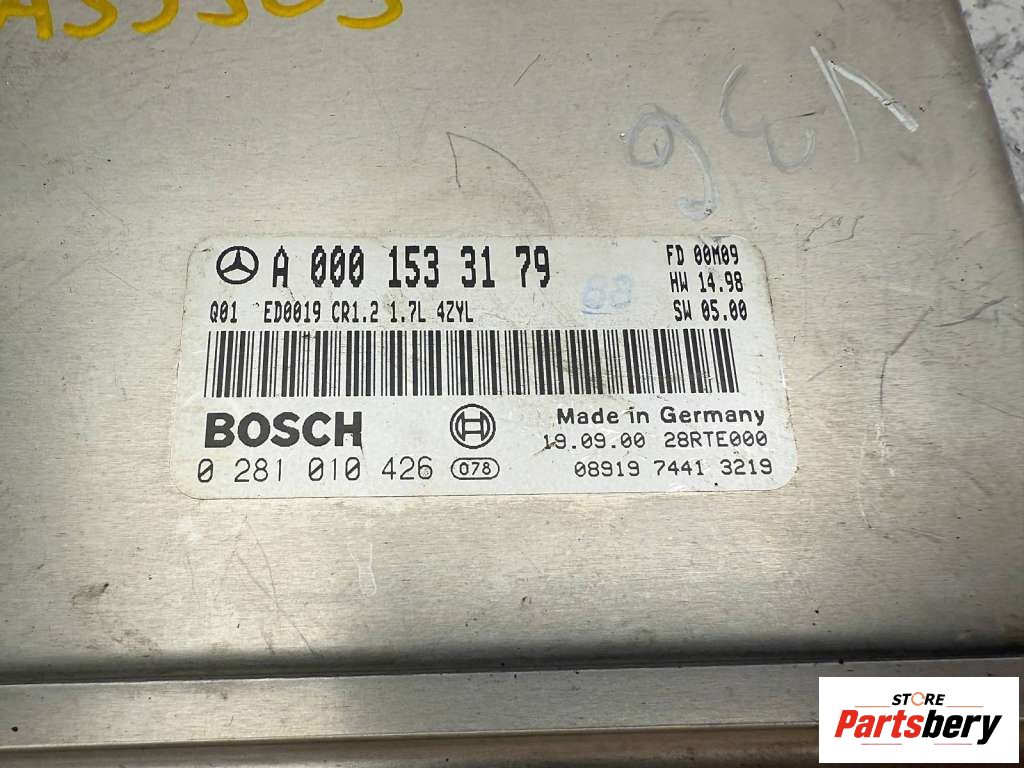 A 000 153 31 79
FD 00M09
HW 14.98
SW 05.00
Q01 ED0019 CR1.2 1.7L 4ZYL
BOSCH
Made in Germany
19.09.00 28RTE000
0 281 010 426 078
08919 7441 3219
STORE
Partsbery